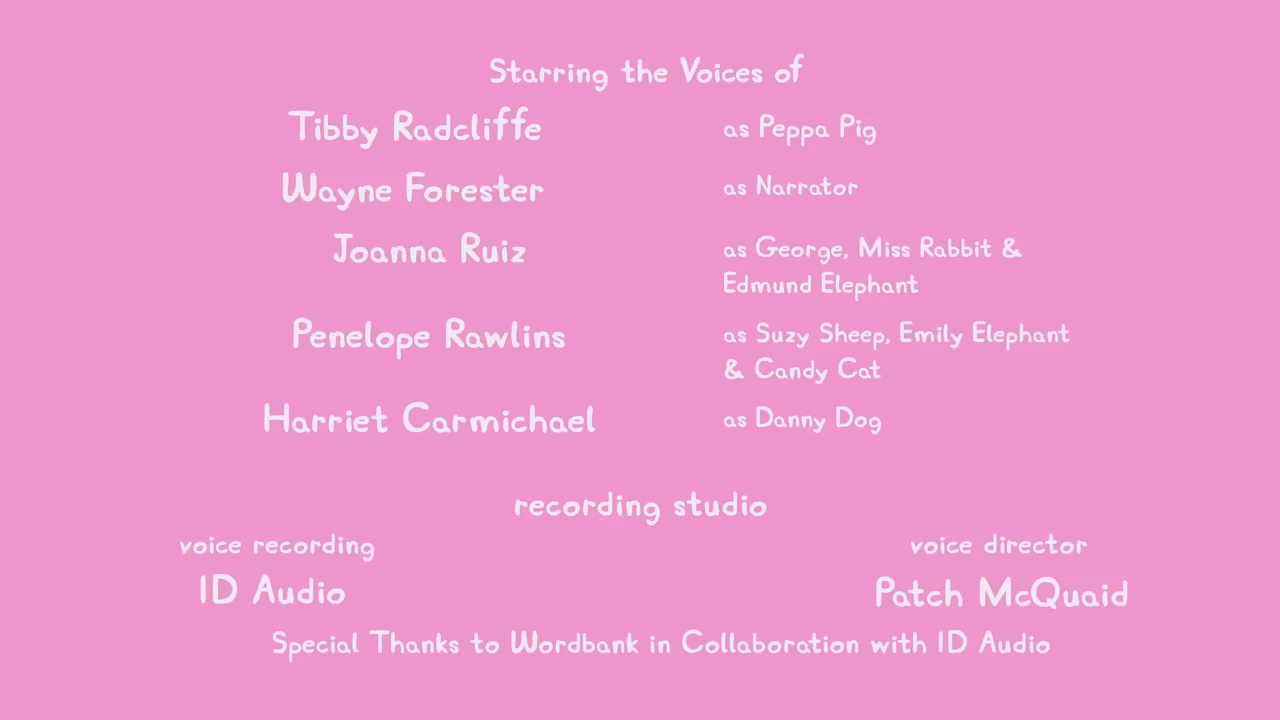 Starring the Voices of
Tibby Radcliffe as Peppa Pig
Wayne Forester as Narrator
Joanna Ruiz as George, Miss Rabbit &
Edmund Elephant
Penelope Rawlins as Suzy Sheep, Emily Elephant
& Candy Cat
Harriet Carmichael as Danny Dog
recording studio
voice recording voice director
ID Audio Patch McQuaid
Special Thanks to Wordbank in Collaboration with ID Audio